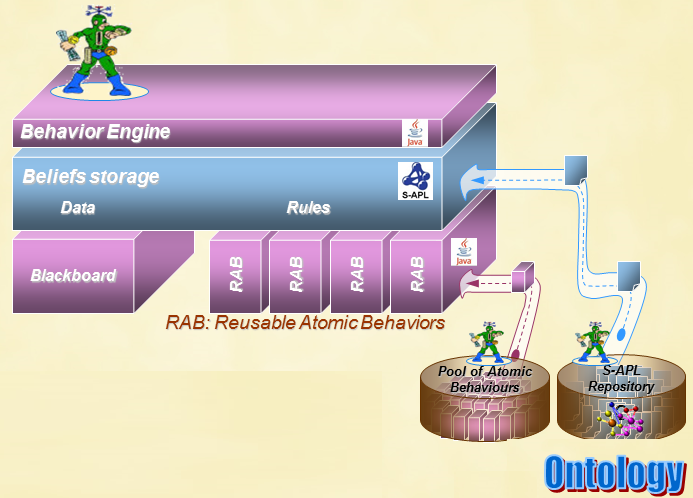 Behavior Engine
Java
Beliefs storage
S-APL
Data Rules
Java
Blackboard
RAB
RAB
RAB
RAB
RAB: Reusable Atomic Behaviors
Pool of Atomic
Behaviours
S-APL
Repository
Ontology